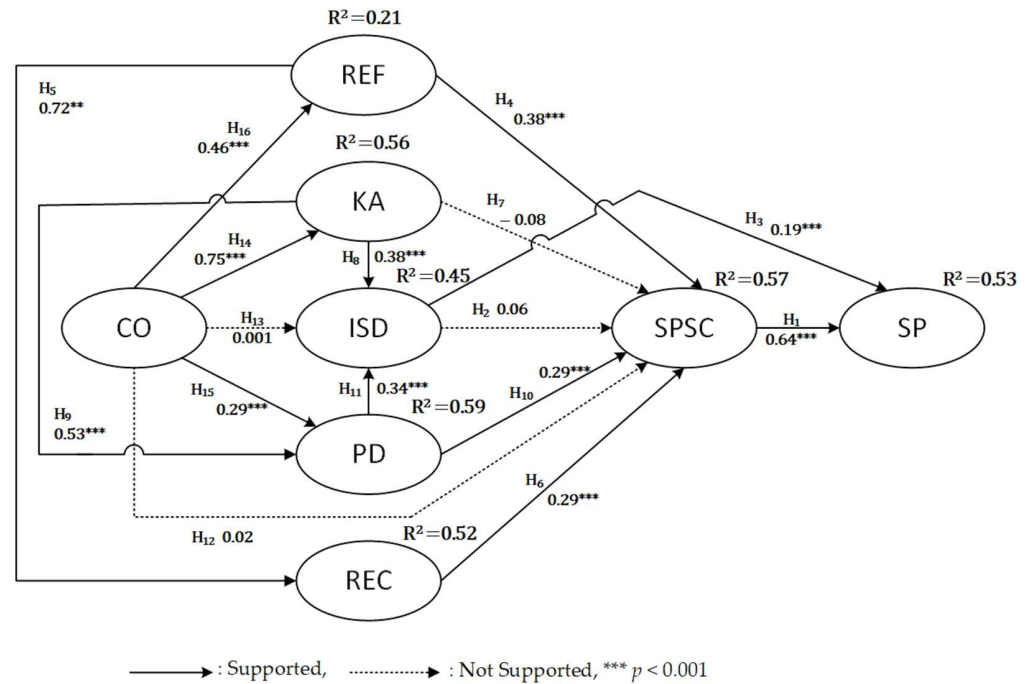 R²=0.21
REF
H₅
0.72**
H₄
0.38***
H₁₆
0.46***
R²=0.56
KA
H₇
– 0.08
H₃
0.19***
H₁₄
0.75***
H₈ 0.38***
R²=0.45
R²=0.57
R²=0.53
CO
H₁₃
0.001
ISD
H₂ 0.06
SPSC
H₁
0.64***
SP
H₁₅
0.29***
H₁₁ 0.34***
R²=0.59
H₁₀
0.29***
H₉
0.53***
PD
H₆
0.29***
H₁₂ 0.02
R²=0.52
REC
: Supported, : Not Supported, *** p < 0.001